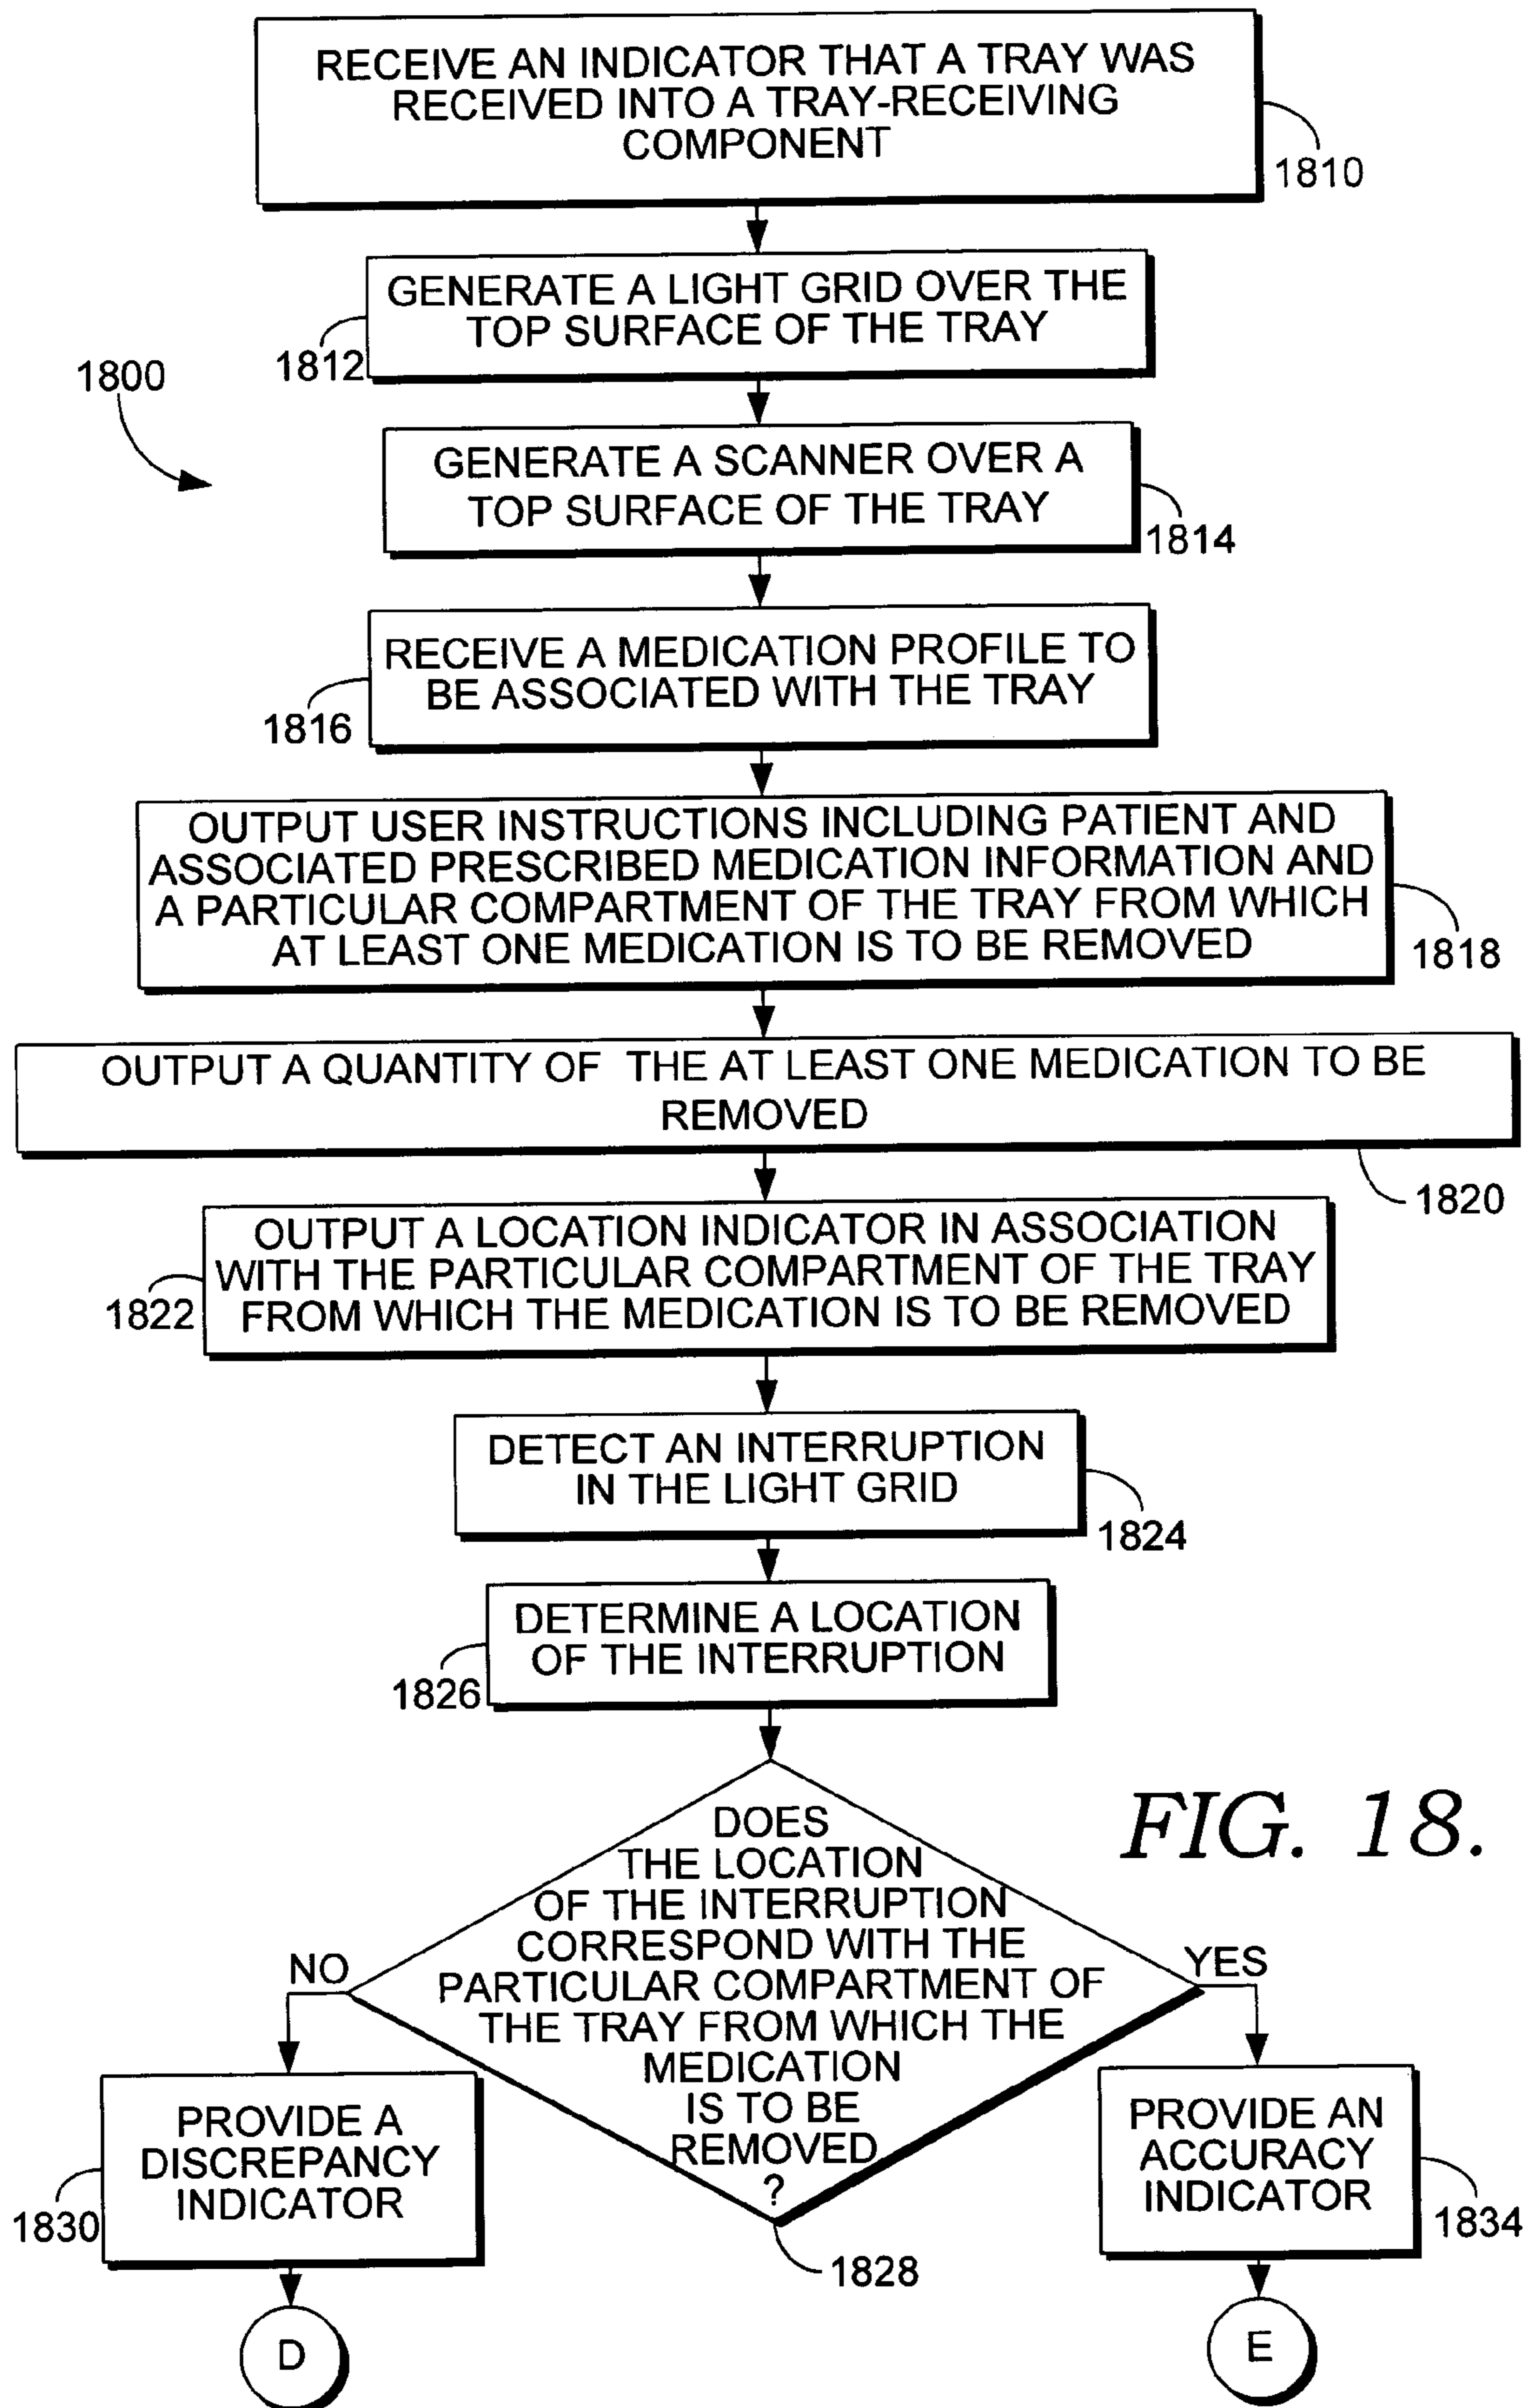 RECEIVE AN INDICATOR THAT A TRAY WAS
RECEIVED INTO A TRAY-RECEIVING
COMPONENT
1810
GENERATE A LIGHT GRID OVER THE
TOP SURFACE OF THE TRAY
1812
1800
GENERATE A SCANNER OVER A
TOP SURFACE OF THE TRAY
1814
RECEIVE A MEDICATION PROFILE TO
BE ASSOCIATED WITH THE TRAY
1816
OUTPUT USER INSTRUCTIONS INCLUDING PATIENT AND
ASSOCIATED PRESCRIBED MEDICATION INFORMATION AND
A PARTICULAR COMPARTMENT OF THE TRAY FROM WHICH
AT LEAST ONE MEDICATION IS TO BE REMOVED
1818
OUTPUT A QUANTITY OF THE AT LEAST ONE MEDICATION TO BE
REMOVED
1820
OUTPUT A LOCATION INDICATOR IN ASSOCIATION
WITH THE PARTICULAR COMPARTMENT OF THE TRAY
FROM WHICH THE MEDICATION IS TO BE REMOVED
1822
DETECT AN INTERRUPTION
IN THE LIGHT GRID
1824
DETERMINE A LOCATION
OF THE INTERRUPTION
1826
FIG. 18.
DOES
THE LOCATION
OF THE INTERRUPTION
CORRESPOND WITH THE
PARTICULAR COMPARTMENT OF
THE TRAY FROM WHICH THE
MEDICATION
IS TO BE
REMOVED
?
1828
NO
YES
PROVIDE A
DISCREPANCY
INDICATOR
1830
PROVIDE AN
ACCURACY
INDICATOR
1834
D
E